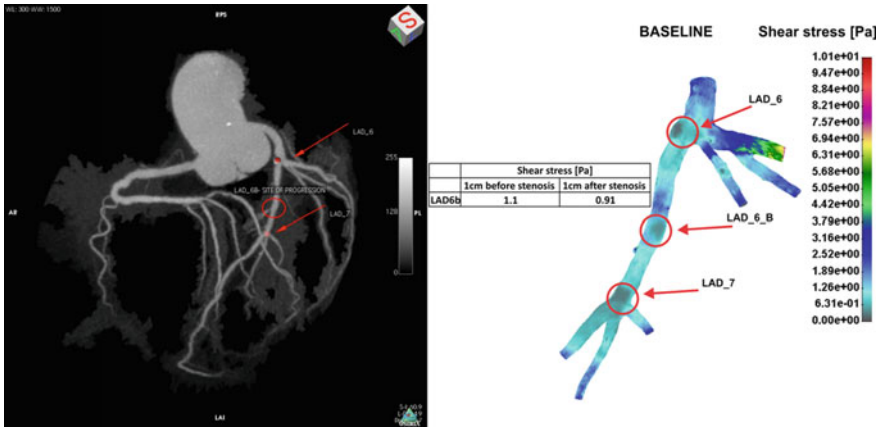 WL: 300 WW: 1500
RPS
S
LAD_6
LAD_6B- SITE OF PROGRESSION
LAD_7
AR
255
128
PL
0
LAI
BASELINE
Shear stress [Pa]
LAD_6
LAD_6_B
LAD_7
Shear stress [Pa]
1cm before stenosis 1cm after stenosis
LAD6b 1.1 0.91
1.01e+01
9.47e+00
8.84e+00
8.21e+00
7.57e+00
6.94e+00
6.31e+00
5.68e+00
5.05e+00
4.42e+00
3.79e+00
3.16e+00
2.52e+00
1.89e+00
1.26e+00
6.31e-01
0.00e+00